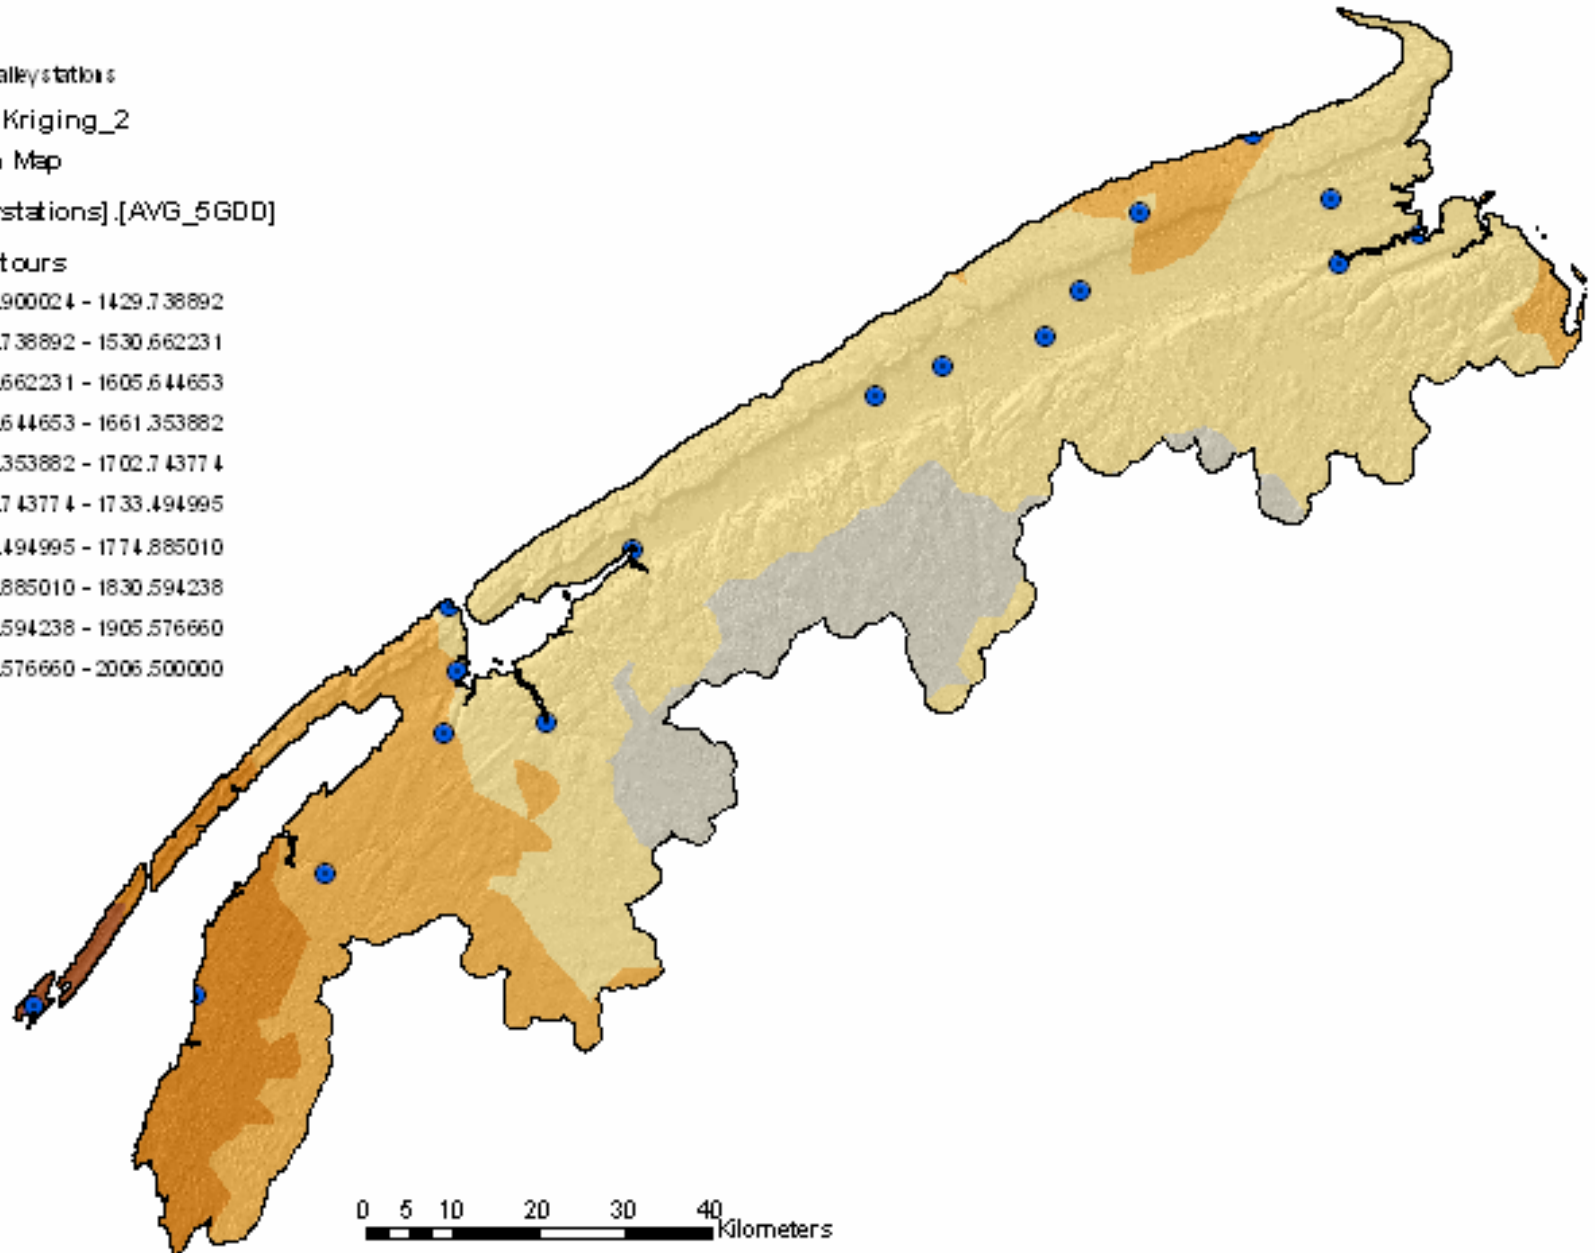 alleystations
Kriging_2
Map
stations].[AVG_5GDD]
tours
.900024 - 1429.738892
.738892 - 1530.662231
.662231 - 1605.644653
.644653 - 1661.353882
.353882 - 1702.743774
.743774 - 1733.494995
.494995 - 1774.885010
.885010 - 1830.594238
.594238 - 1905.576660
.576660 - 2006.500000
0 5 10 20 30 40
Kilometers